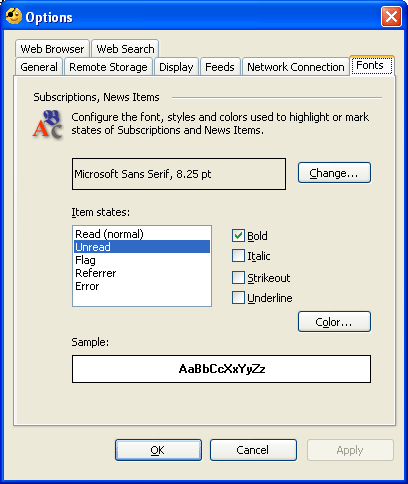 Options
Web Browser Web Search
General Remote Storage Display Feeds Network Connection Fonts
Subscriptions, News Items
Configure the font, styles and colors used to highlight or mark
states of Subscriptions and News Items.
Microsoft Sans Serif, 8.25 pt Change...
Item states:
Read (normal)
Unread
Flag
Referrer
Error
Bold
Italic
Strikeout
Underline
Color...
Sample:
AaBbCcXxYyZz
OK Cancel Apply